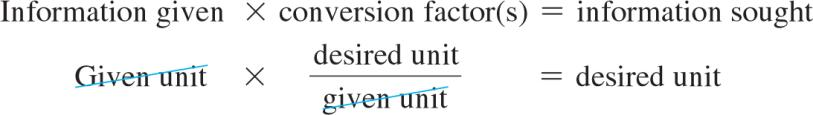 Information given × conversion factor(s) = information sought
Given unit × desired unit / given unit = desired unit